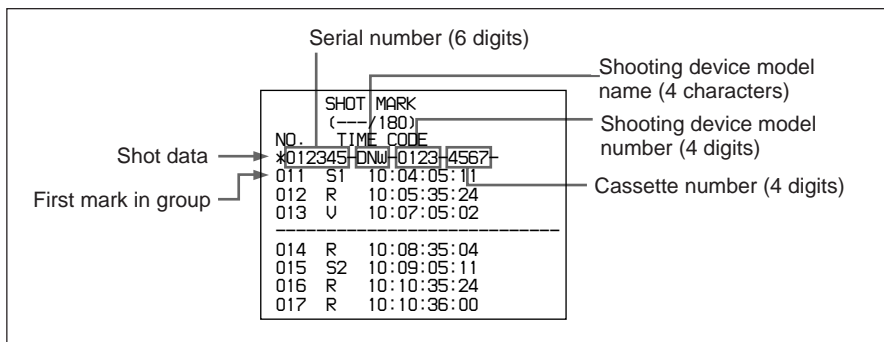 Serial number (6 digits)
Shooting device model
name (4 characters)
Shooting device model
number (4 digits)
Cassette number (4 digits)
Shot data
First mark in group
SHOT MARK
(---/180)
NO. TIME CODE
*012345-DNW-0123-4567-
011 S1 10:04:05:11
012 R 10:05:35:24
013 V 10:07:05:02
----------------------------
014 R 10:08:35:04
015 S2 10:09:05:11
016 R 10:10:35:24
017 R 10:10:36:00